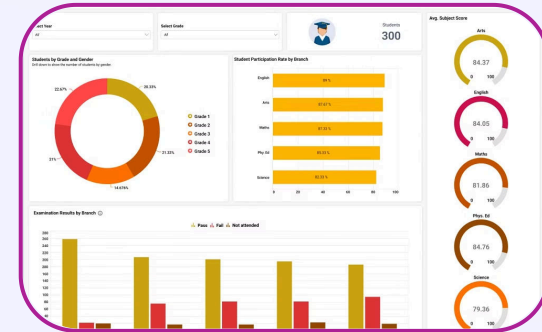 Select Grade
All
All
Students
300
Avg. Subject Score
Arts
84.37
0 100
English
84.05
0 100
Maths
81.86
0 100
Phys. Ed
84.76
0 100
Science
79.36
0 100
Students by Grade and Gender
Drill down to show the number of students by gender.
20.33%
21.33%
14.676%
21%
22.67%
Grade 1
Grade 2
Grade 3
Grade 4
Grade 5
Student Participation Rate by Branch
English
Arts
Maths
Phy. Ed
Science
0 20 40 60 80 100
Examination Results by Branch
Pass Fail Not attended
260
240
220
200
180
160
140
120
100
80
60